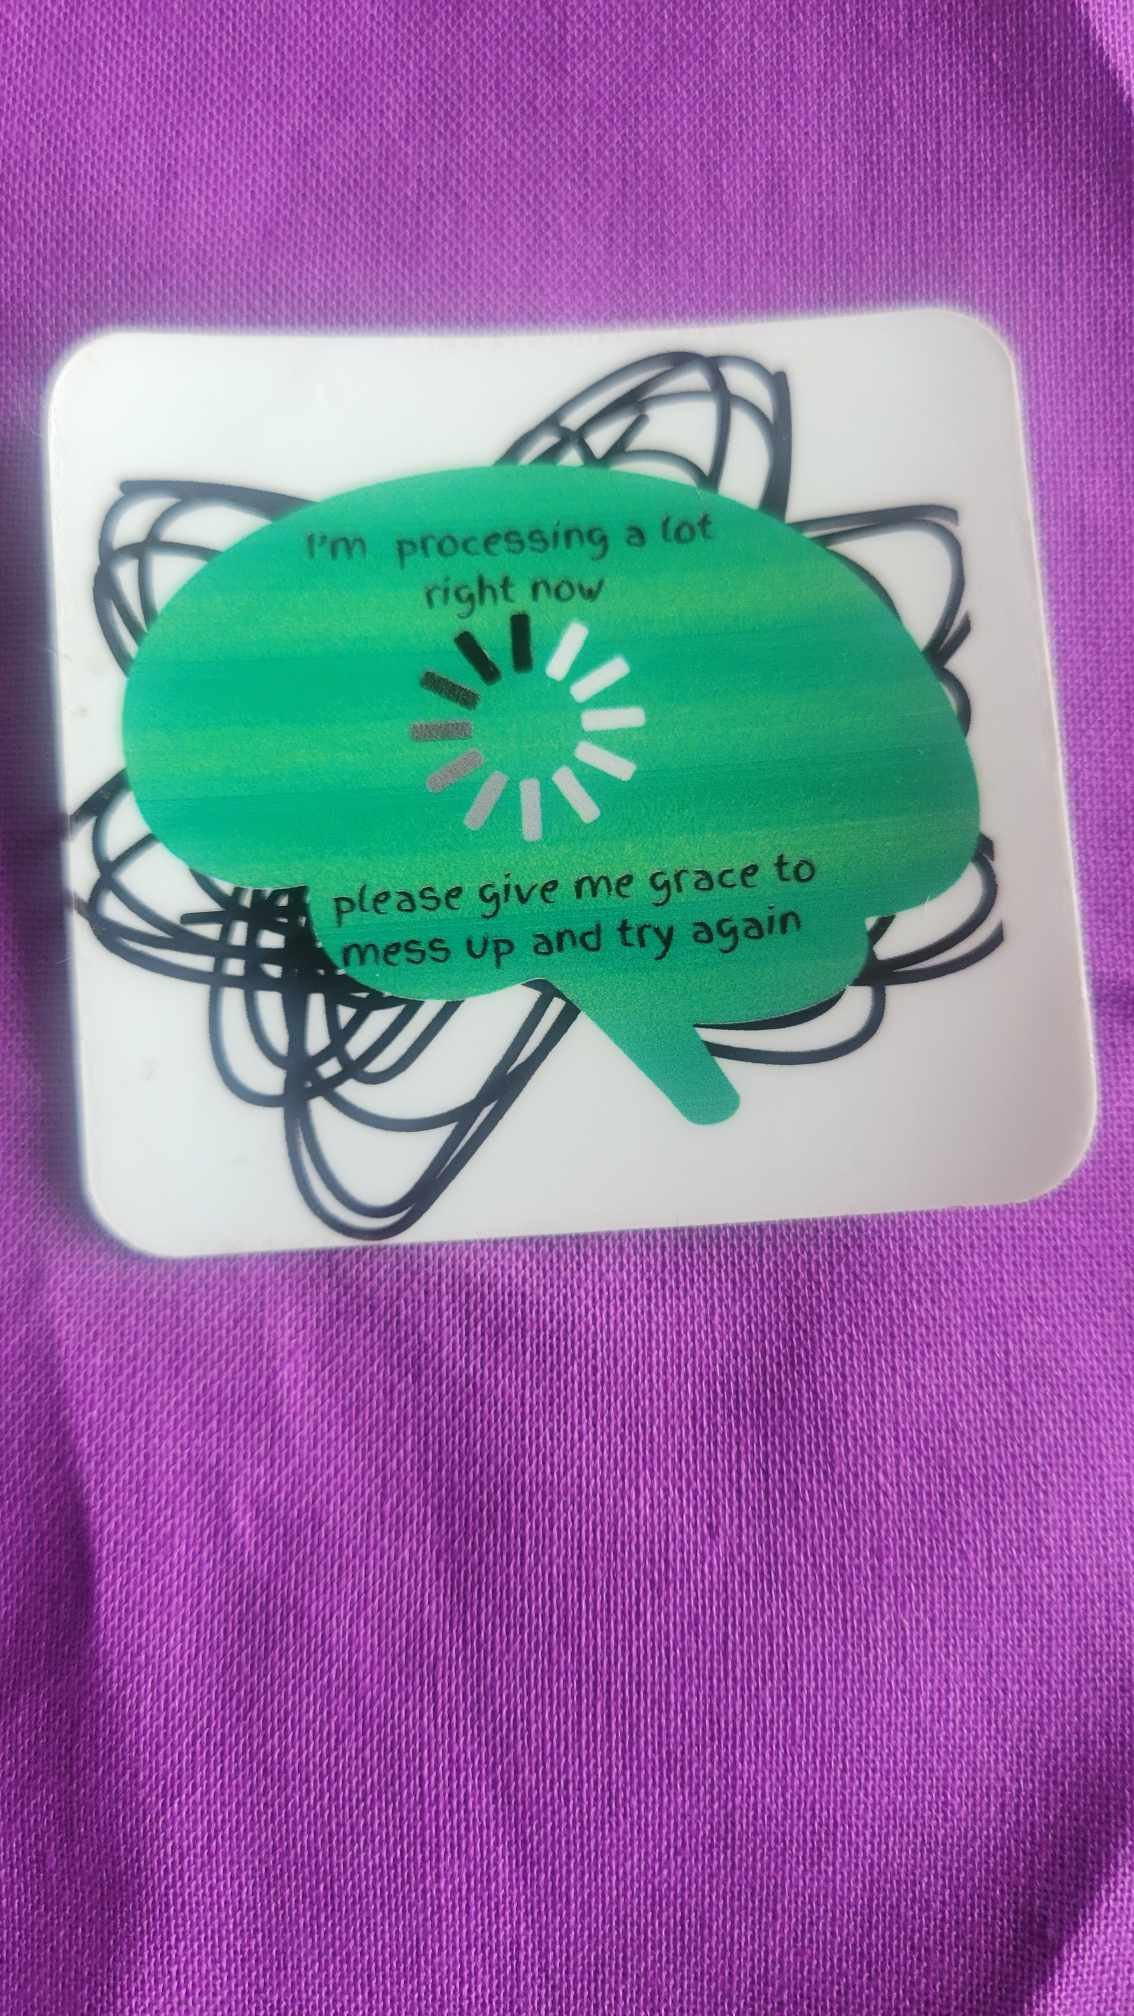 I'm processing a lot
right now
please give me grace to
mess up and try again